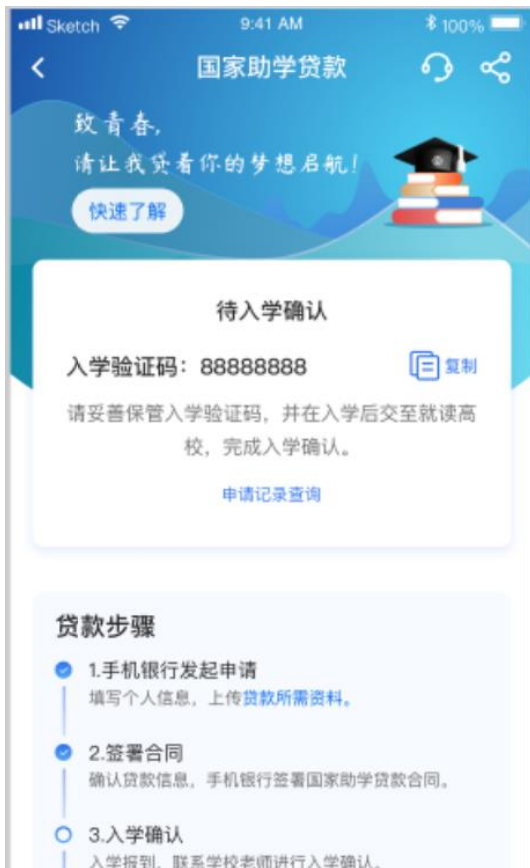 Sketch 9:41 AM 100%
国家助学贷款
致青春,
请让我贷着你的梦想启航!
快速了解
待入学确认
入学验证码：88888888 复制
请妥善保管入学验证码，并在入学后交至就读高
校，完成入学确认。
申请记录查询
贷款步骤
1.手机银行发起申请
填写个人信息，上传贷款所需资料。
2.签署合同
确认贷款信息，手机银行签署国家助学贷款合同。
3.入学确认
入学报到，联系学校老师进行入学确认。